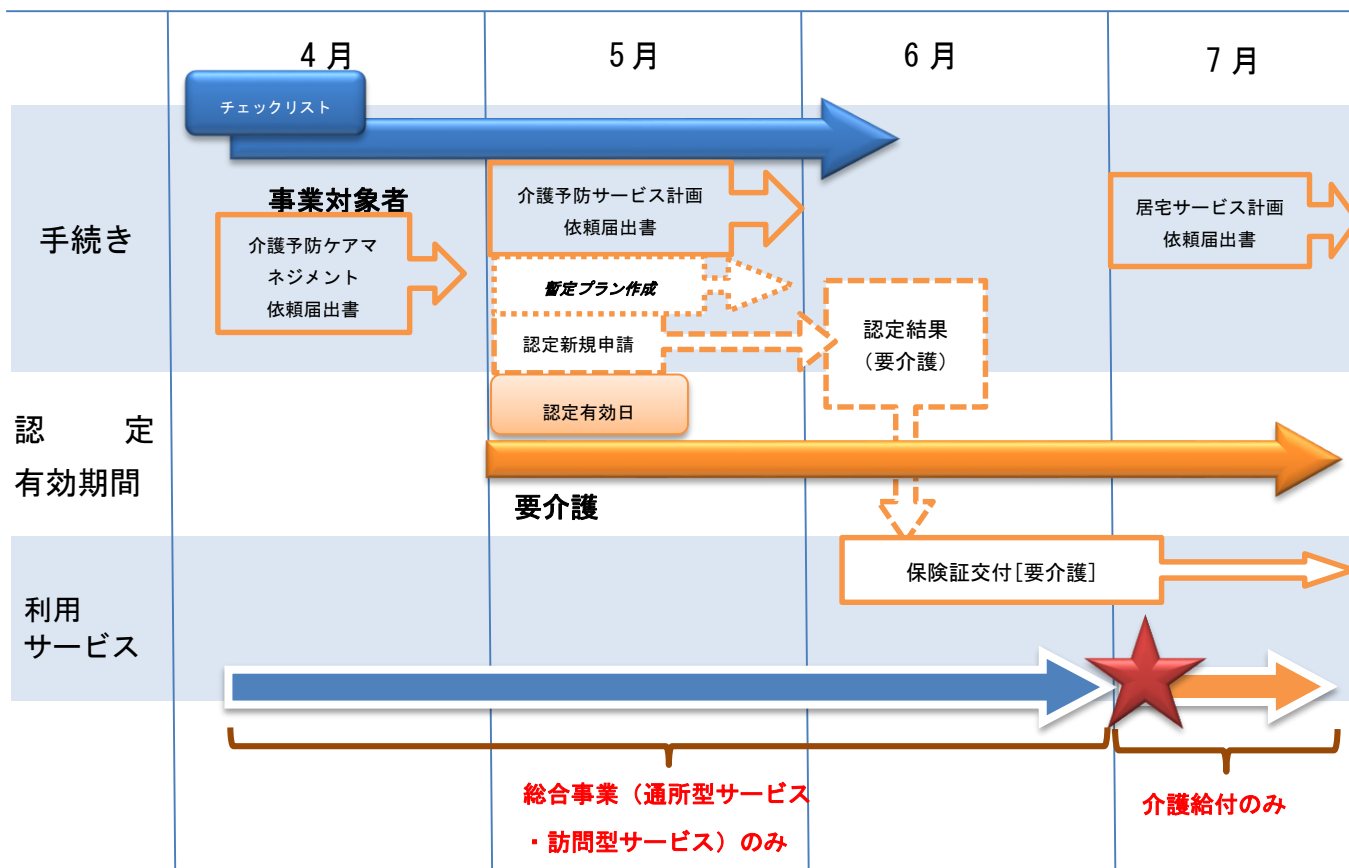 4月
5月
6月
7月
チェックリスト
手続き
事業対象者
介護予防ケアマ
ネジメント
依頼届出書
介護予防サービス計画
依頼届出書
暫定プラン作成
認定新規申請
認定結果
(要介護)
居宅サービス計画
依頼届出書
認定
有効期間
認定有効日
要介護
利用
サービス
保険証交付[要介護]
総合事業(通所型サービス
・訪問型サービス)のみ
介護給付のみ